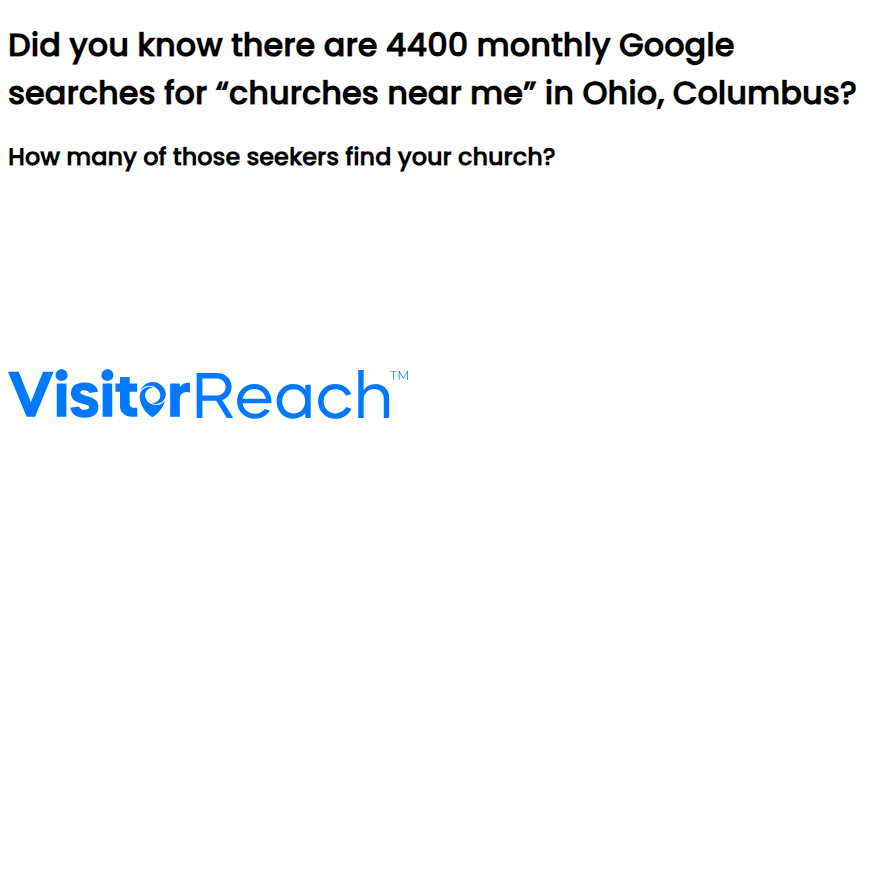 Did you know there are 4400 monthly Google
searches for “churches near me” in Ohio, Columbus?
How many of those seekers find your church?
VisitorReach™